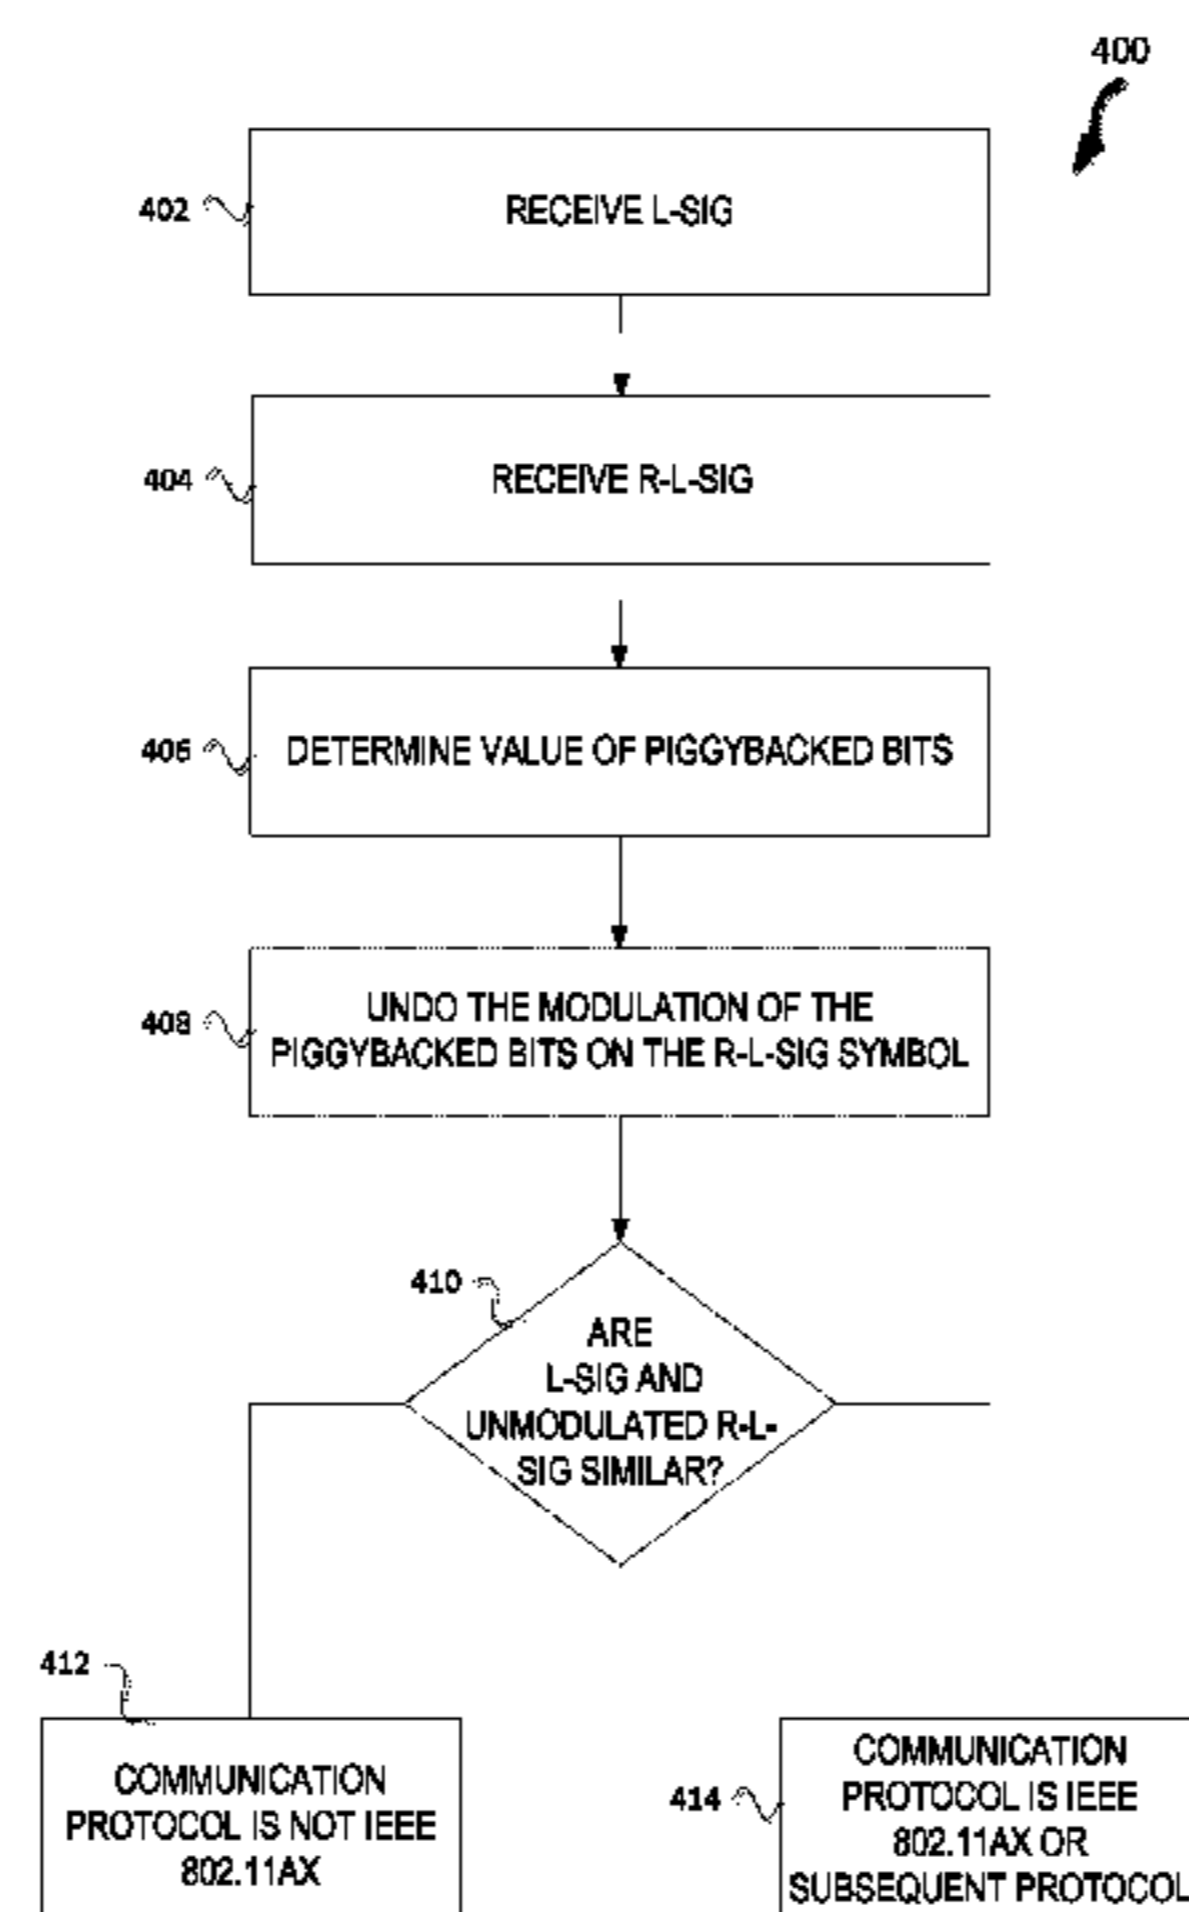 400
402
RECEIVE L-SIG
404
RECEIVE R-L-SIG
406
DETERMINE VALUE OF PIGGYBACKED BITS
408
UNDO THE MODULATION OF THE
PIGGYBACKED BITS ON THE R-L-SIG SYMBOL
410
ARE
L-SIG AND
UNMODULATED R-L-
SIG SIMILAR?
412
COMMUNICATION
PROTOCOL IS NOT IEEE
802.11AX
414
COMMUNICATION
PROTOCOL IS IEEE
802.11AX OR
SUBSEQUENT PROTOCOL